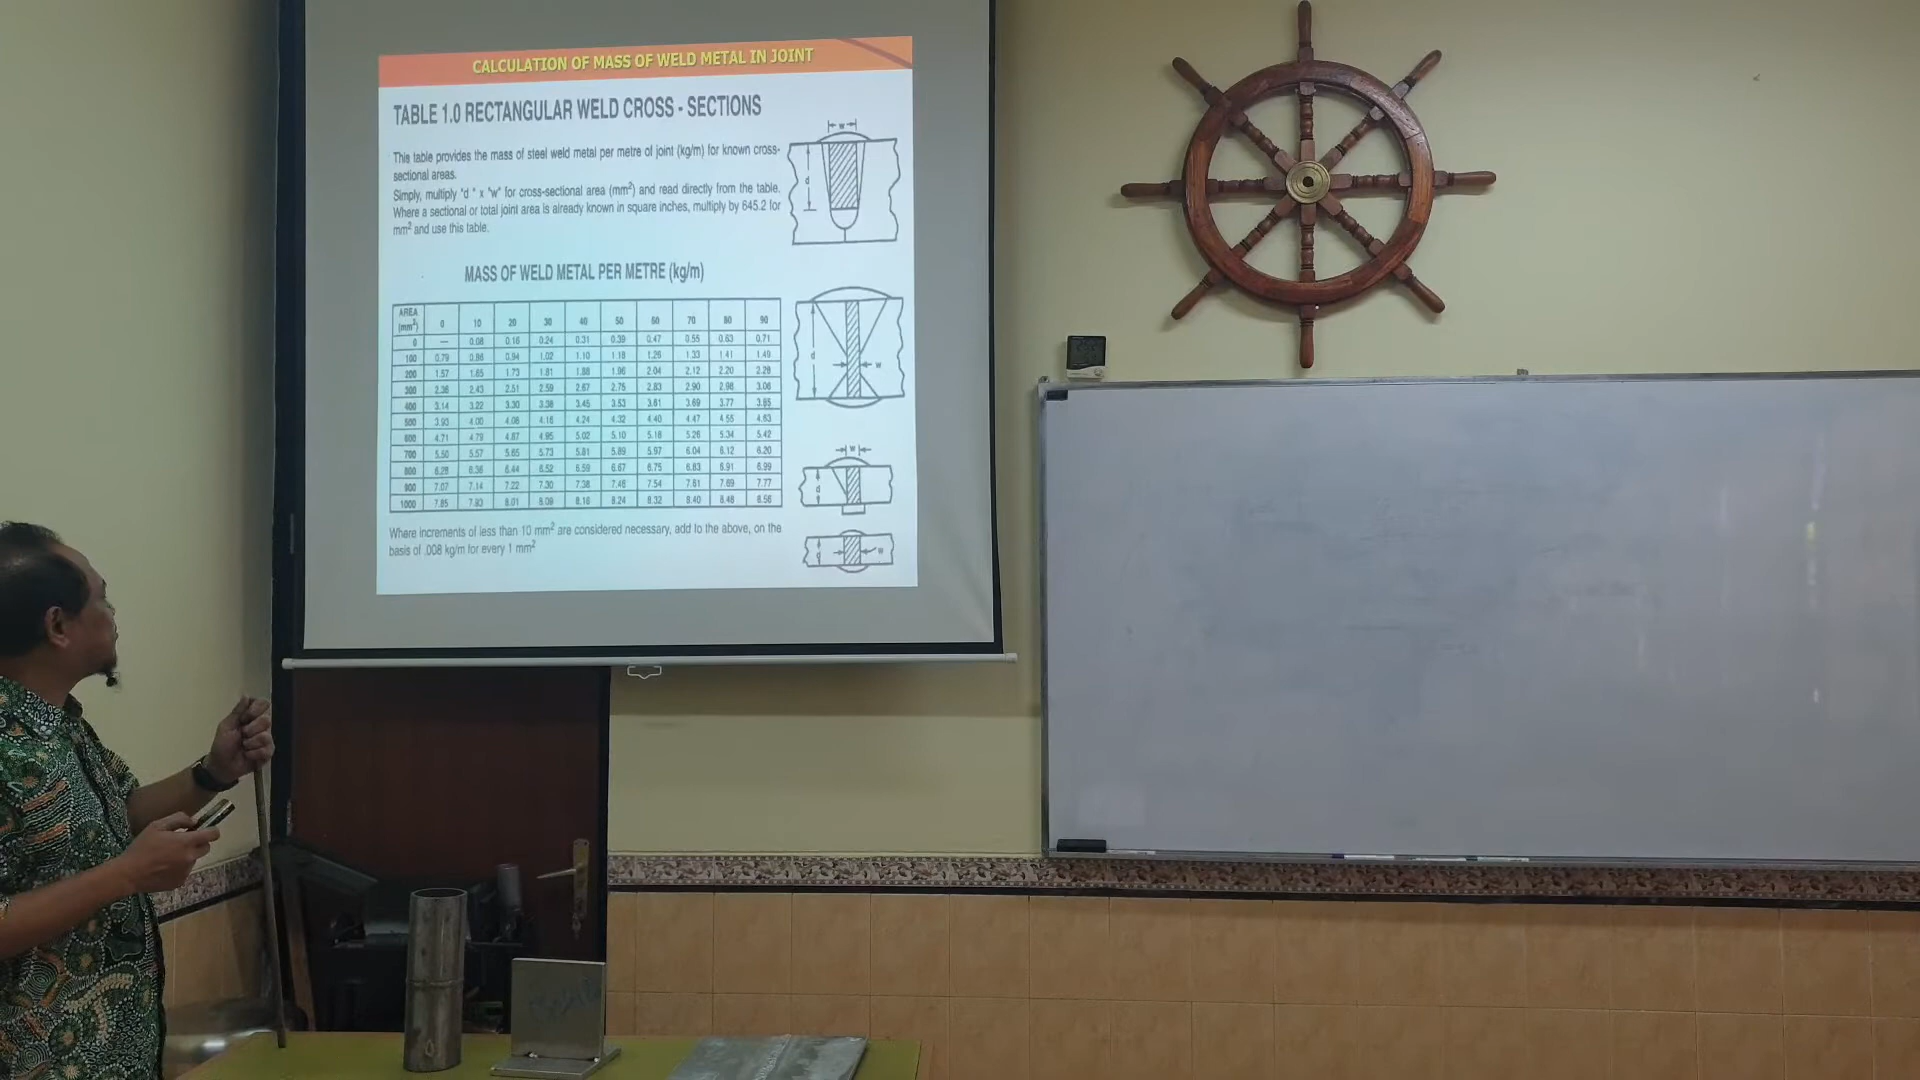 CALCULATION OF MASS OF WELD METAL IN JOINT
TABLE 1.0 RECTANGULAR WELD CROSS - SECTIONS
This table provides the mass of steel weld metal per metre of joint (kg/m) for known cross-
sectional areas.
Simply, multiply "d " x "w" for cross-sectional area (mm²) and read directly from the table.
Where a sectional or total joint area is already known in square inches, multiply by 645.2 for
mm² and use this table.
w
d
MASS OF WELD METAL PER METRE (kg/m)
AREA (mm²) 0 10 20 30 40 50 60 70 80 90
0 — 0.08 0.16 0.24 0.31 0.39 0.47 0.55 0.63 0.71
100 0.79 0.86 0.94 1.02 1.10 1.18 1.26 1.33 1.41 1.49
200 1.57 1.65 1.73 1.81 1.88 1.96 2.04 2.12 2.20 2.28
300 2.36 2.43 2.51 2.59 2.67 2.75 2.83 2.90 2.98 3.06
400 3.14 3.22 3.30 3.38 3.45 3.53 3.61 3.69 3.77 3.85
500 3.93 4.00 4.08 4.16 4.24 4.32 4.40 4.47 4.55 4.63
600 4.71 4.79 4.87 4.95 5.02 5.10 5.18 5.26 5.34 5.42
700 5.50 5.57 5.65 5.73 5.81 5.89 5.97 6.04 6.12 6.20
800 6.28 6.36 6.44 6.52 6.59 6.67 6.75 6.83 6.91 6.99
900 7.07 7.14 7.22 7.30 7.38 7.46 7.54 7.61 7.69 7.77
1000 7.85 7.93 8.01 8.09 8.16 8.24 8.32 8.40 8.48 8.56
d
w
w
d
d
w
Where increments of less than 10 mm² are considered necessary, add to the above, on the
basis of .008 kg/m for every 1 mm²